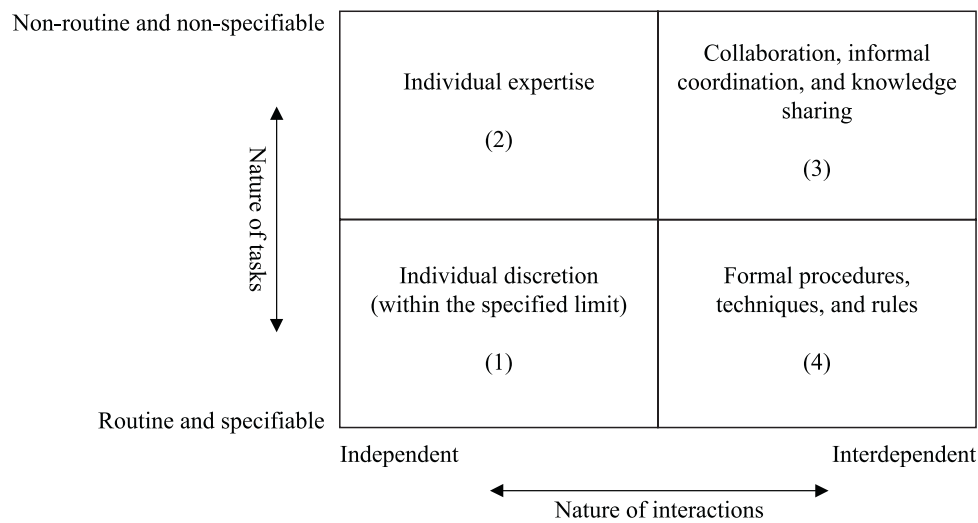 Non-routine and non-specifiable
Individual expertise
(2)
Collaboration, informal
coordination, and knowledge
sharing
(3)
Nature of tasks
Individual discretion
(within the specified limit)
(1)
Formal procedures,
techniques, and rules
(4)
Routine and specifiable
Independent
Interdependent
Nature of interactions